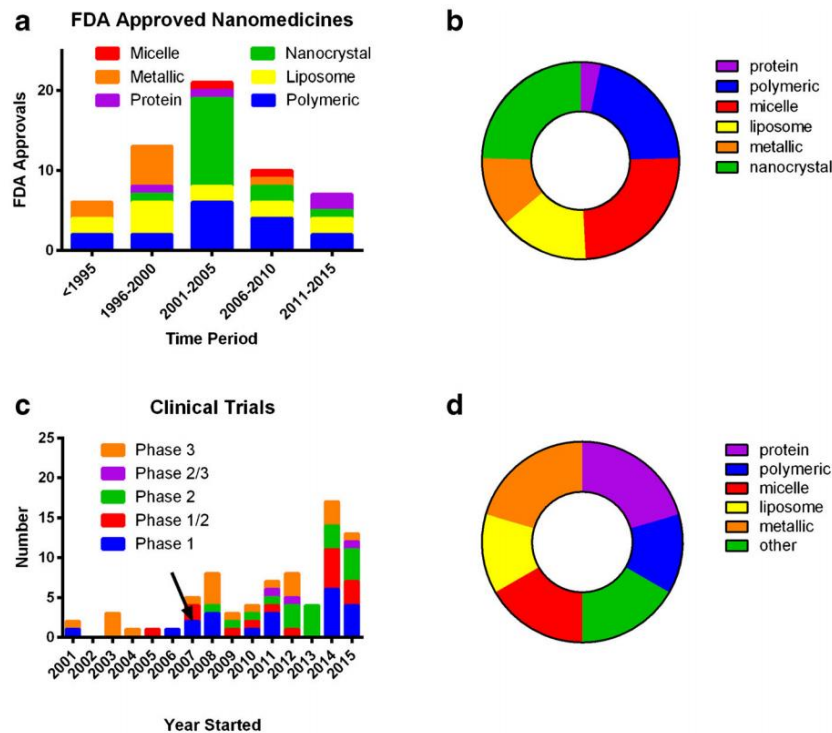 a
FDA Approved Nanomedicines
Micelle
Metallic
Protein
Nanocrystal
Liposome
Polymeric
FDA Approvals
20
10
0
<1995
1996-2000
2001-2005
2006-2010
2011-2015
Time Period
b
protein
polymeric
micelle
liposome
metallic
nanocrystal
c
Clinical Trials
Phase 3
Phase 2/3
Phase 2
Phase 1/2
Phase 1
Number
25
20
15
10
5
0
2001
2002
2003
2004
2005
2006
2007
2008
2009
2010
2011
2012
2013
2014
2015
Year Started
d
protein
polymeric
micelle
liposome
metallic
other